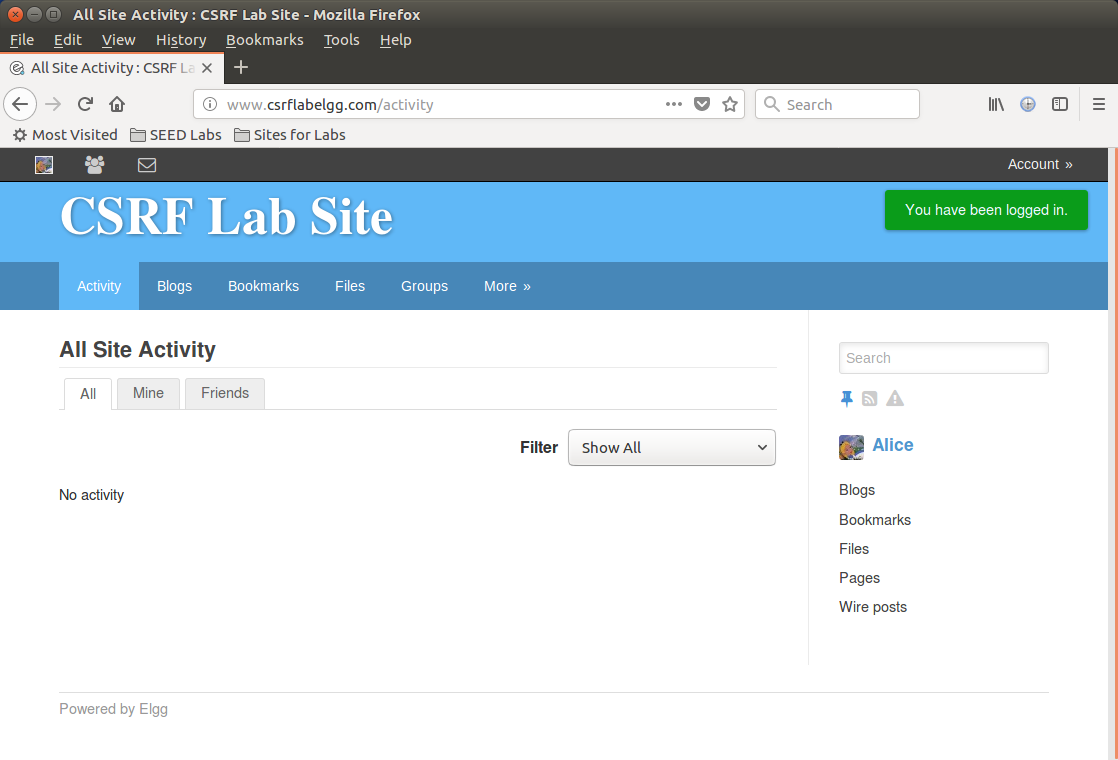 All Site Activity : CSRF Lab Site - Mozilla Firefox
File Edit View History Bookmarks Tools Help
All Site Activity : CSRF La
www.csrflabelgg.com/activity
Search
Most Visited SEED Labs Sites for Labs
Account »
CSRF Lab Site
You have been logged in.
Activity Blogs Bookmarks Files Groups More »
All Site Activity
All Mine Friends
Filter Show All
No activity
Search
Alice
Blogs
Bookmarks
Files
Pages
Wire posts
Powered by Elgg